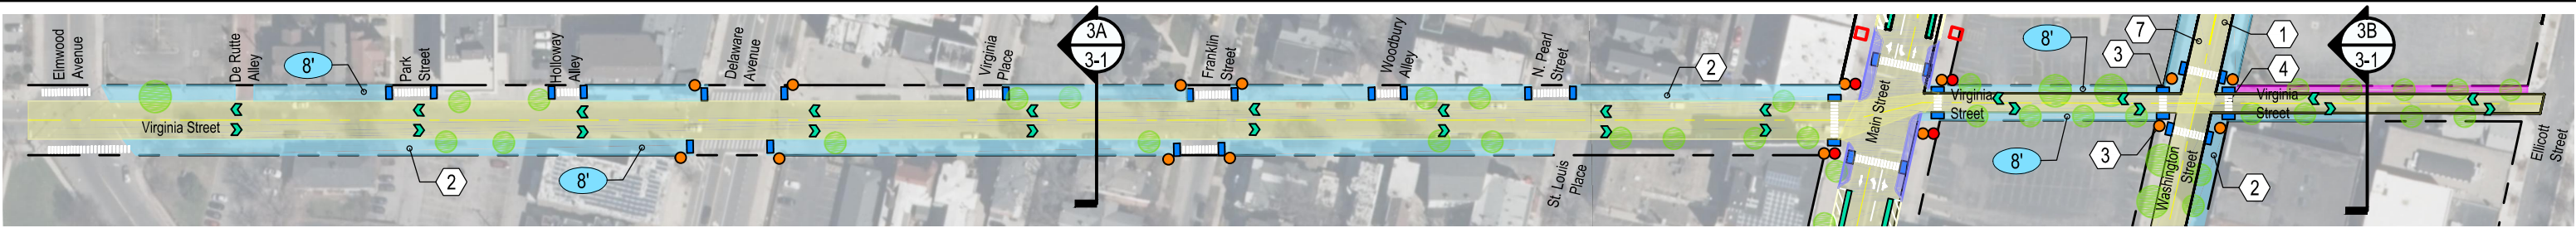 Elmwood
Avenue
De Rutte
Alley
8'
Park
Street
Holloway
Alley
Delaware
Avenue
Virginia
Place
3A
3-1
Franklin
Street
Woodbury
Alley
N. Pearl
Street
2
Main Street
8'
3
7
1
4
3B
3-1
Virginia Street
Virginia
Street
Virginia
Street
2
8'
St. Louis
Place
8'
3
Washington
Street
2
Ellicott
Street